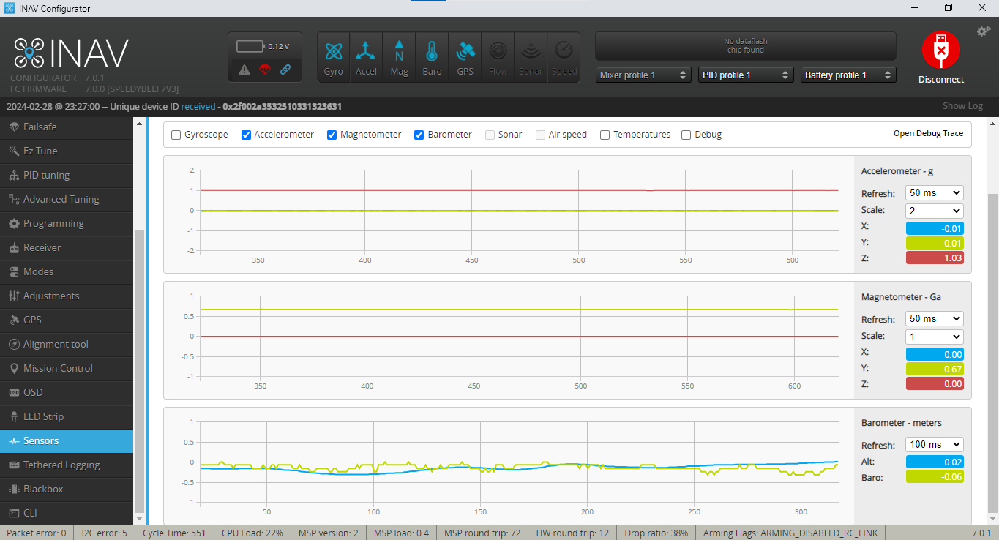 INAV Configurator
INAV
CONFIGURATOR 7.0.1
FC FIRMWARE 7.0.0 [SPEEDYBEEF7V3]
0.12 V
Gyro Accel Mag Baro GPS Flow Sonar Speed
No dataflash
chip found
Mixer profile 1 PID profile 1 Battery profile 1
Disconnect
2024-02-28 @ 23:27:00 -- Unique device ID received - 0x2f002a3532510331323631
Show Log
Failsafe
Ez Tune
PID tuning
Advanced Tuning
Programming
Receiver
Modes
Adjustments
GPS
Alignment tool
Mission Control
OSD
LED Strip
Sensors
Tethered Logging
Blackbox
CLI
Gyroscope Accelerometer Magnetometer Barometer Sonar Air speed Temperatures Debug
Open Debug Trace
2
1
0
-1
-2
350 400 450 500 550 600
Accelerometer - g
Refresh: 50 ms
Scale: 2
X: -0.01
Y: -0.01
Z: 1.03
1
0.5
0
-0.5
-1
350 400 450 500 550 600
Magnetometer - Ga
Refresh: 50 ms
Scale: 1
X: 0.00
Y: 0.67
Z: 0.00
1
0.5
0
-0.5
-1
50 100 150 200 250 300
Barometer - meters
Refresh: 100 ms
Alt: 0.02
Baro: -0.06
Packet error: 0 I2C error: 5 Cycle Time: 551 CPU Load: 22% MSP version: 2 MSP load: 0.4 MSP round trip: 72 HW round trip: 12 Drop ratio: 38% Arming Flags: ARMING_DISABLED_RC_LINK 7.0.1